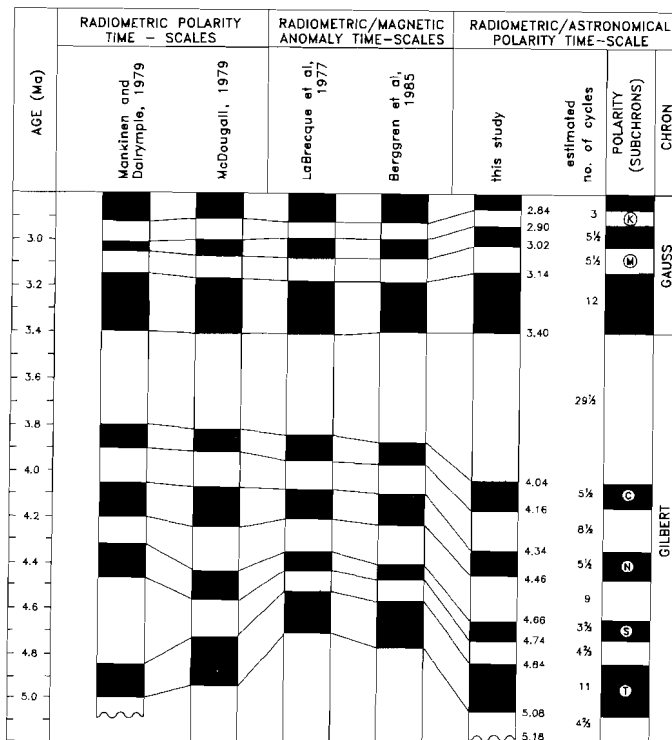 RADIOMETRIC POLARITY
TIME - SCALES
RADIOMETRIC/MAGNETIC
ANOMALY TIME-SCALES
RADIOMETRIC/ASTRONOMICAL
POLARITY TIME-SCALE
AGE (Ma)
Mankinen and
Dalrymple, 1979
McDougall, 1979
LaBrecque et al,
1977
Berggren et al,
1985
this study
estimated
no. of cycles
POLARITY
(SUBCHRONS)
CHRON
3.0
3.2
3.4
3.6
3.8
4.0
4.2
4.4
4.6
4.8
5.0
2.84
2.90
3.02
3.14
3.40
4.04
4.16
4.34
4.46
4.66
4.74
4.84
5.08
5.18
3
5½
5½
12
29½
5½
8½
5½
9
3½
4⅔
11
4⅔
K
M
C
N
S
T
GAUSS
GILBERT